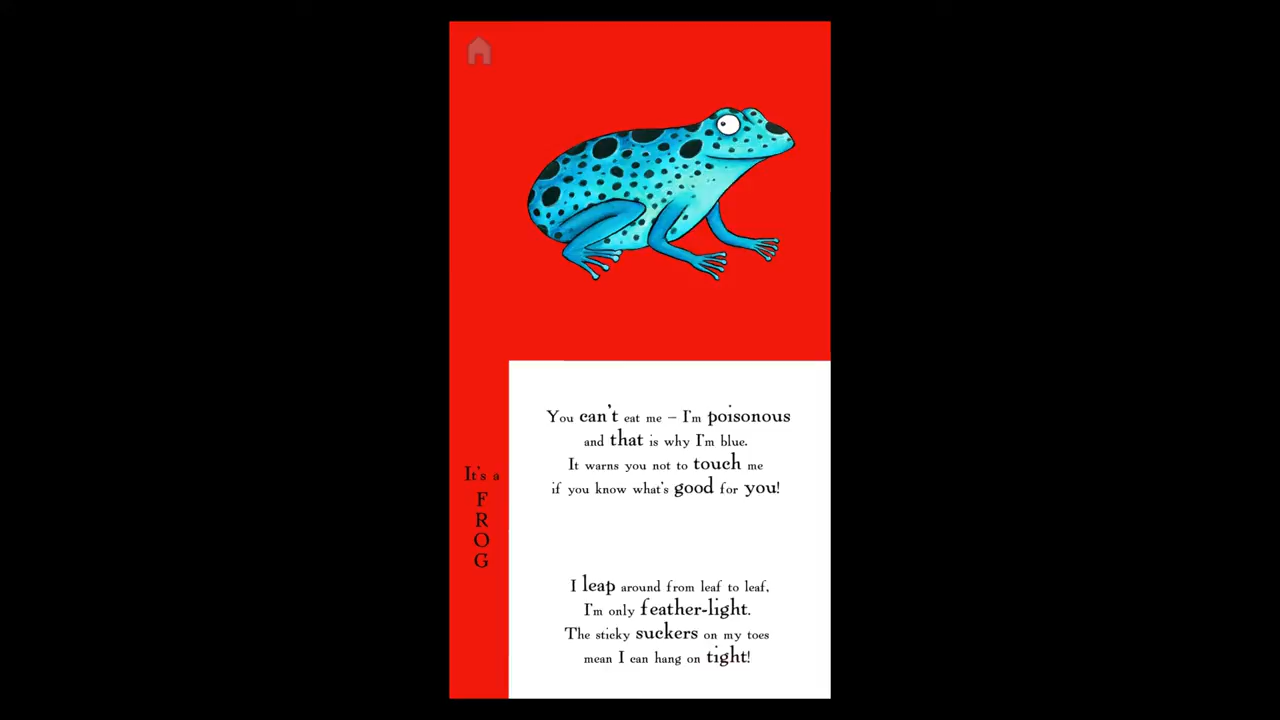 You can't eat me – I'm poisonous
and that is why I'm blue.
It warns you not to touch me
if you know what's good for you!
It's a
FROG
I leap around from leaf to leaf,
I'm only feather-light.
The sticky suckers on my toes
mean I can hang on tight!